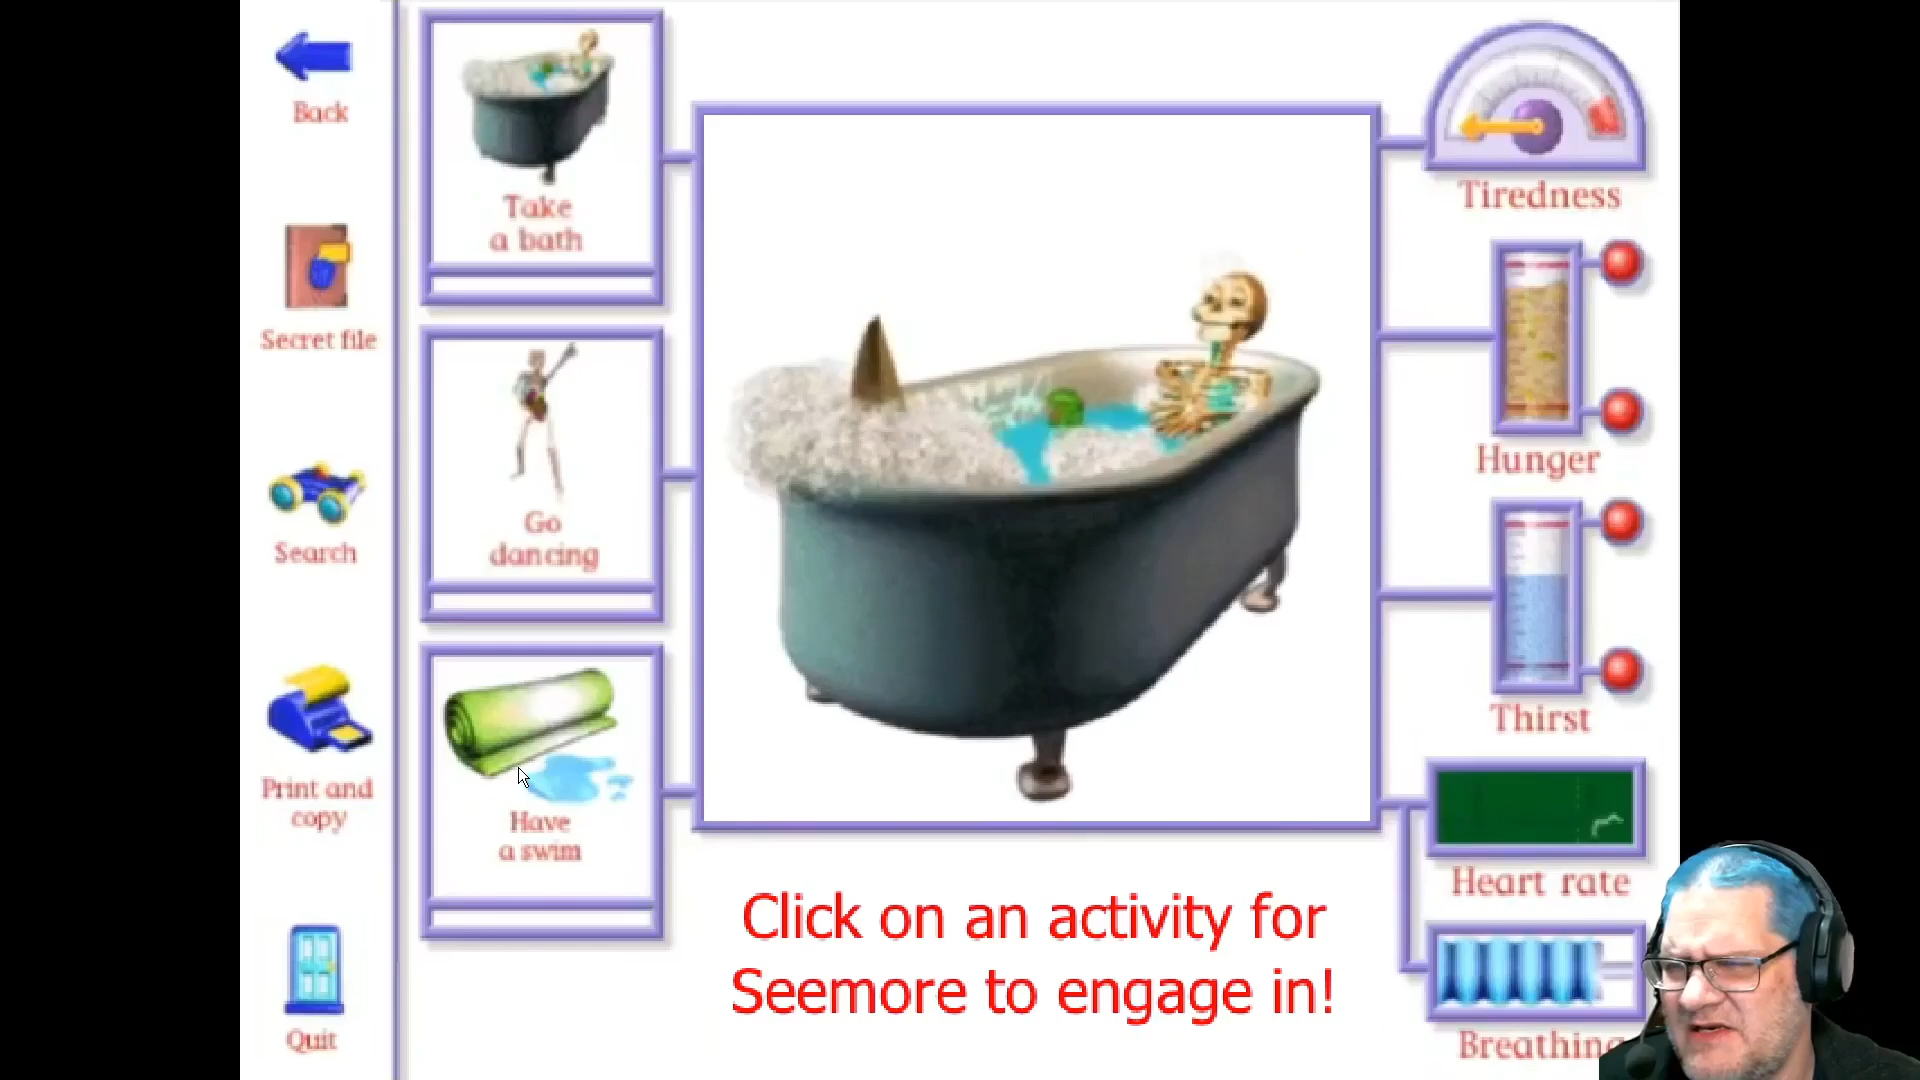 Back
Secret file
Search
Print and
copy
Quit
Take
a bath
Go
dancing
Have
a swim
Click on an activity for
Seemore to engage in!
Tiredness
Hunger
Thirst
Heart rate
Breathing